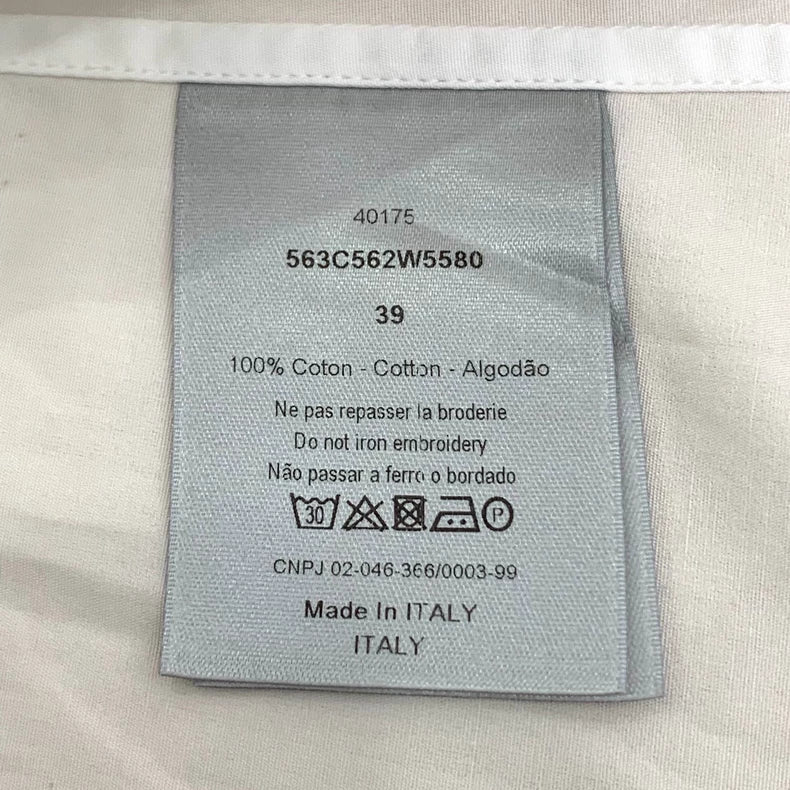 40175
563C562W5580
39
100% Coton - Cotton - Algodão
Ne pas repasser la broderie
Do not iron embroidery
Não passar a ferro o bordado
30 P
CNPJ 02-046-366/0003-99
Made In ITALY
ITALY